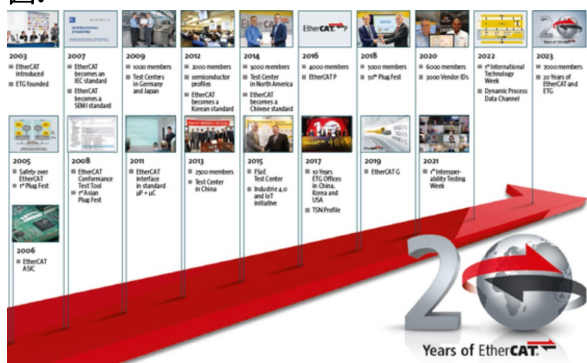 图.
EtherCAT. P
20
Years of EtherCAT
2003
EtherCAT
introduced
ETG founded
2007
EtherCAT
becomes an
IEC standard
EtherCAT
becomes a
SEMI standard
2009
1000 members
Test Centers
in Germany
and Japan
2012
2000 members
semiconductor
profiles
EtherCAT
becomes a
Korean standard
2014
3000 members
Test Center
in North America
EtherCAT
becomes a
Chinese standard
2016
4000 members
EtherCAT P
2018
5000 members
50th Plug Fest
2020
6000 members
3000 Vendor IDs
2022
1st International
Technology
Week
Dynamic Process
Data Channel
2023
7000 members
20 Years of
EtherCAT and
ETG
2005
Safety over
EtherCAT
1st Plug Fest
2008
EtherCAT
Conformance
Test Tool
1st Asian
Plug Fest
2011
EtherCAT
interface
in standard
µP + µC
2013
2500 members
Test Center
in China
2015
FSoE
Test Center
Industrie 4.0
and IoT
initiative
2017
10 Years
ETG Offices
in China,
Korea and
USA
TSN Profile
2019
EtherCAT G
2021
1st Interoper-
ability Testing
Week
2006
EtherCAT
ASIC
20
Years of EtherCAT.